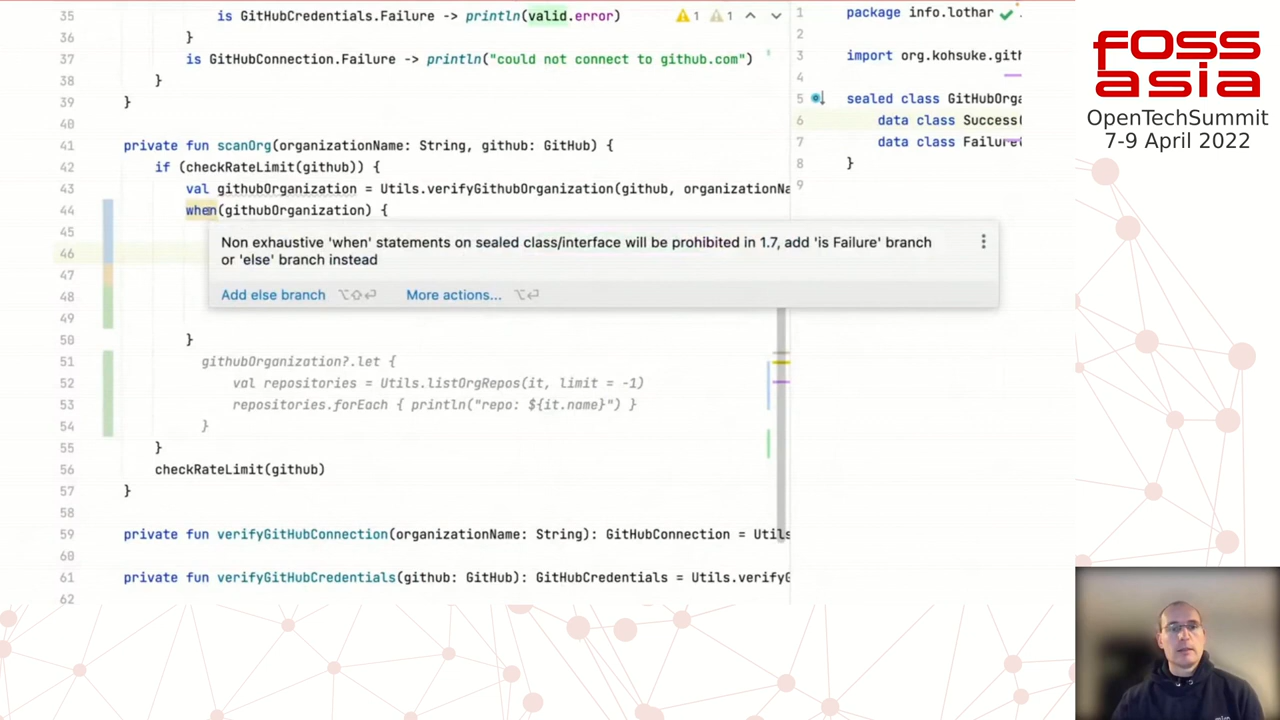 35 is GitHubCredentials.Failure -> println(valid.error) 1 1
36 }
37 is GitHubConnection.Failure -> println("could not connect to github.com")
38 }
39 }
40
41 private fun scanOrg(organizationName: String, github: GitHub) {
42 if (checkRateLimit(github)) {
43 val githubOrganization = Utils.verifyGithubOrganization(github, organizationNa
44 when(githubOrganization) {
45
46
47
48
49
Non exhaustive 'when' statements on sealed class/interface will be prohibited in 1.7, add 'is Failure' branch
or 'else' branch instead
Add else branch ⌥⇧⏎ More actions... ⌥⏎
50 }
51 githubOrganization?.let {
52 val repositories = Utils.listOrgRepos(it, limit = -1)
53 repositories.forEach { println("repo: ${it.name}") }
54 }
55 }
56 checkRateLimit(github)
57 }
58
59 private fun verifyGitHubConnection(organizationName: String): GitHubConnection = Utils
60
61 private fun verifyGitHubCredentials(github: GitHub): GitHubCredentials = Utils.verifyG
62
1 package info.lothar
2
3 import org.kohsuke.gith
4
5 sealed class GitHubOrga
6 data class Success(
7 data class Failure(
8 }
9
FOSS
asia
OpenTechSummit
7-9 April 2022